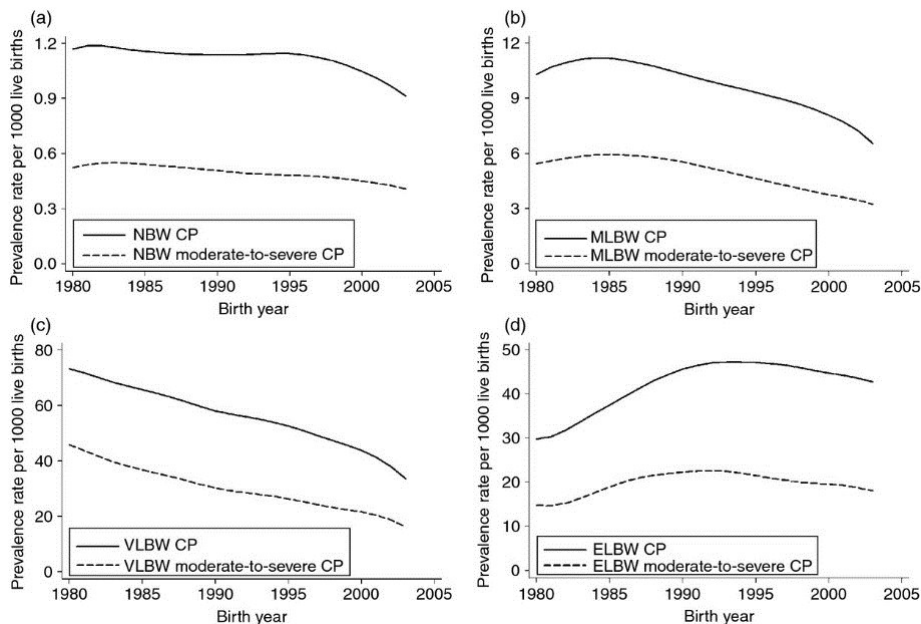 (a)
Prevalence rate per 1000 live births
1.2
0.9
0.6
0.3
0.0
NBW CP
NBW moderate-to-severe CP
1980 1985 1990 1995 2000 2005
Birth year
(b)
Prevalence rate per 1000 live births
12
9
6
3
0
MLBW CP
MLBW moderate-to-severe CP
1980 1985 1990 1995 2000 2005
Birth year
(c)
Prevalence rate per 1000 live births
80
60
40
20
0
VLBW CP
VLBW moderate-to-severe CP
1980 1985 1990 1995 2000 2005
Birth year
(d)
Prevalence rate per 1000 live births
50
40
30
20
10
0
ELBW CP
ELBW moderate-to-severe CP
1980 1985 1990 1995 2000 2005
Birth year